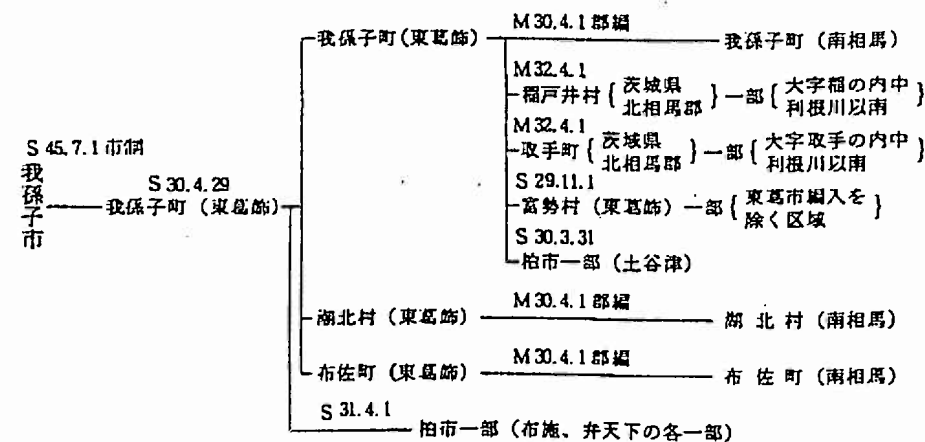 M 30.4.1 郡編
我孫子町(東葛飾) 我孫子町 (南相馬)
M 32.4.1
稲戸井村{茨城県 北相馬郡}一部{大字稲の内中 利根川以南}
M 32.4.1
取手町{茨城県 北相馬郡}一部{大字取手の内中 利根川以南}
S 45.7.1 市制
我孫子市
S 30.4.29
我孫子町 (東葛飾)
S 29.11.1
富勢村 (東葛飾) 一部{東葛市編入を 除く区域}
S 30.3.31
柏市一部 (土谷津)
M 30.4.1 郡編
湖北村 (東葛飾) 湖北村 (南相馬)
M 30.4.1 郡編
布佐町 (東葛飾) 布佐町 (南相馬)
S 31.4.1
柏市一部 (布施、弁天下の各一部)